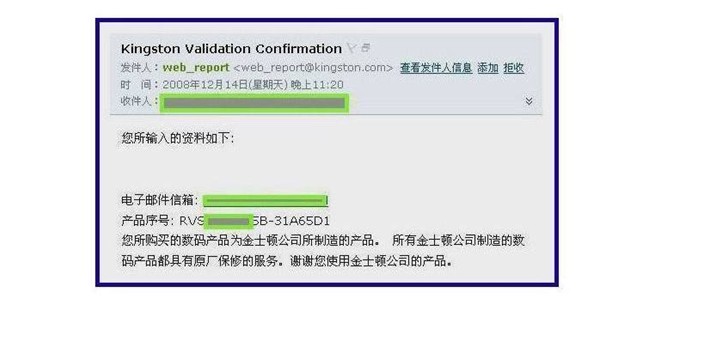 Kingston Validation Confirmation
发件人：web_report <web_report@kingston.com> 查看发件人信息 添加 拒收
时 间：2008年12月14日(星期天) 晚上11:20
收件人：
您所输入的资料如下：
电子邮件信箱：
产品序号: RVS 5B-31A65D1
您所购买的数码产品为金士顿公司所制造的产品。 所有金士顿公司制造的数
码产品都具有原厂保修的服务。谢谢您使用金士顿公司的产品。